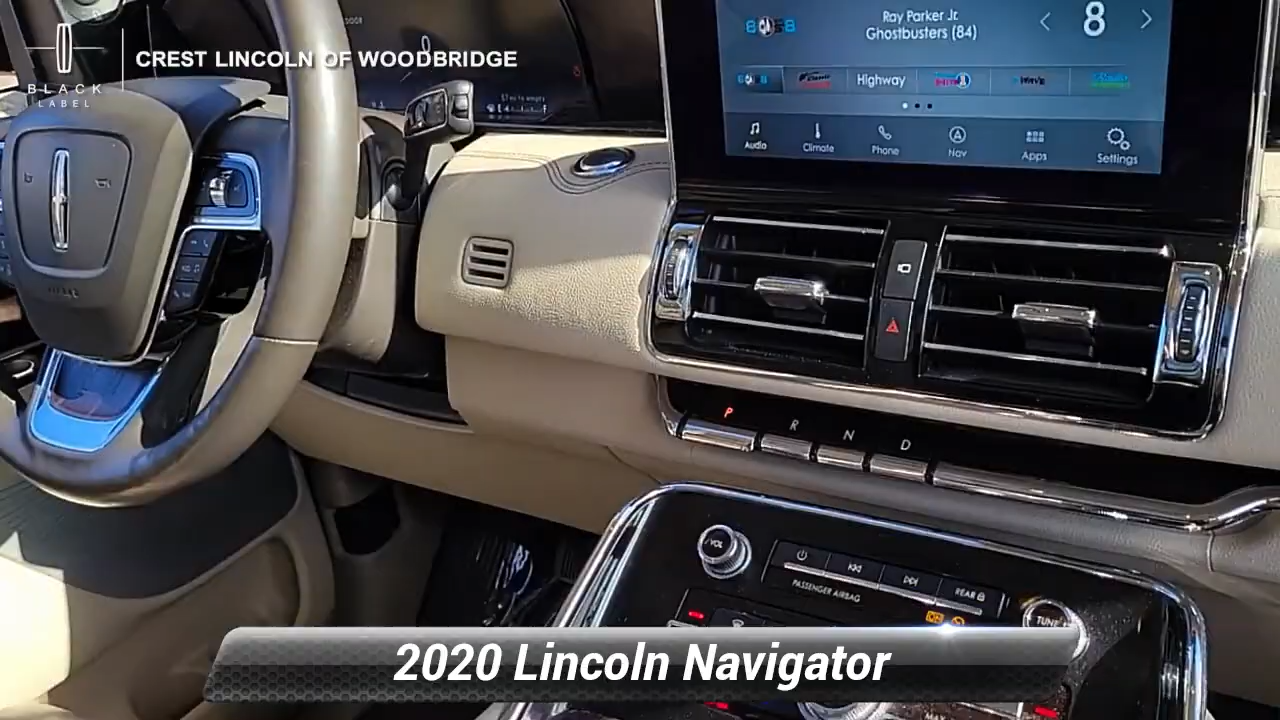 CREST LINCOLN OF WOODBRIDGE
BLACK
LABEL
Ray Parker Jr.
Ghostbusters (84)
8
Highway
Audio
Climate
Phone
Nav
Apps
Settings
P
R
N
D
VOL
REAR
PASSENGER AIRBAG
OFF
TUNE
2020 Lincoln Navigator